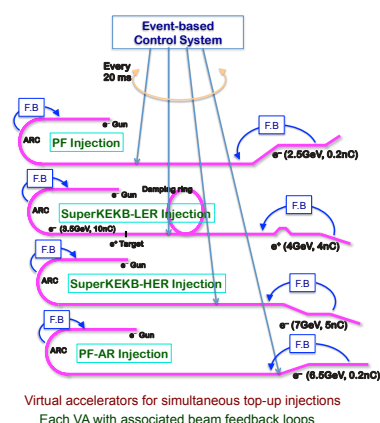 Event-based
Control System
Every
20 ms
F.B
e⁻ Gun
ARC
PF Injection
F.B
e⁻ (2.5GeV, 0.2nC)
F.B
Damping ring
e⁻ Gun
ARC
SuperKEKB-LER Injection
e⁻ (3.5GeV, 10nC)
e⁺ Target
F.B
e⁺ (4GeV, 4nC)
F.B
e⁻ Gun
ARC
SuperKEKB-HER Injection
F.B
e⁻ (7GeV, 5nC)
F.B
e⁻ Gun
ARC
PF-AR Injection
F.B
e⁻ (6.5GeV, 0.2nC)
Virtual accelerators for simultaneous top-up injections
Each VA with associated beam feedback loops